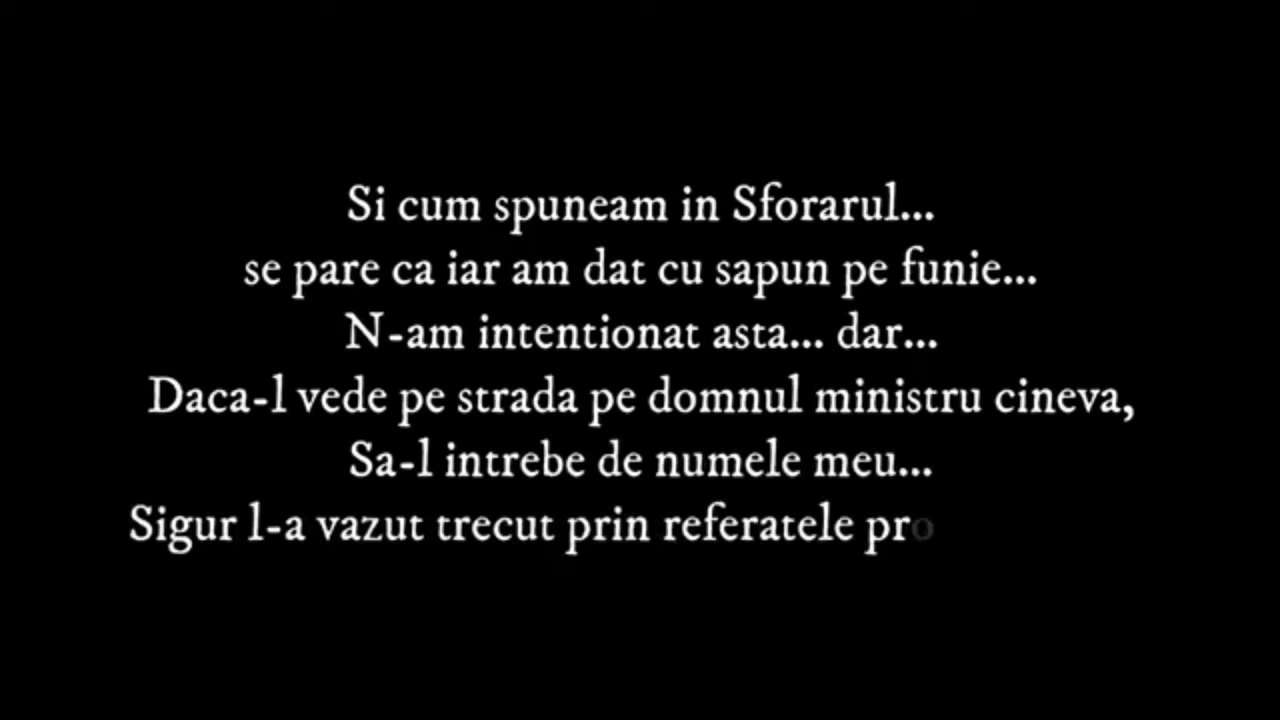 Si cum spuneam in Sforarul...
se pare ca iar am dat cu sapun pe funie...
N-am intentionat asta... dar...
Daca-l vede pe strada pe domnul ministru cineva,
Sa-l intrebe de numele meu...
Sigur l-a vazut trecut prin referatele pro